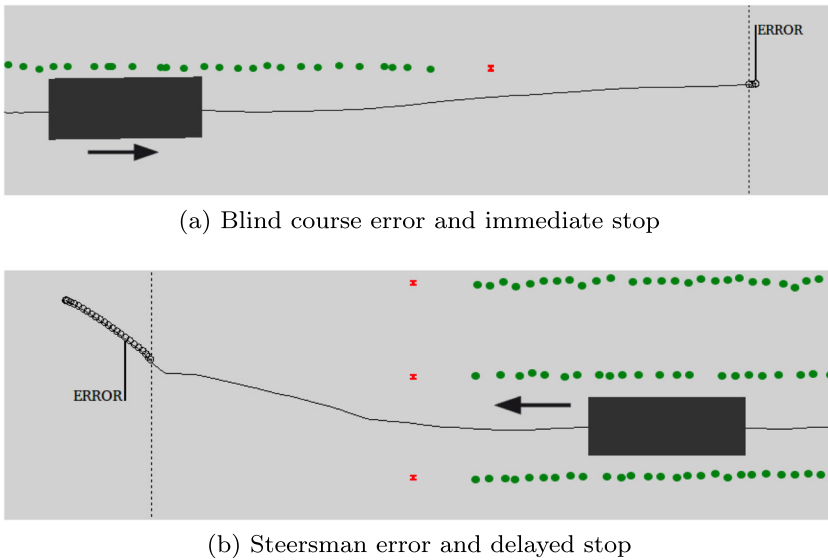 ERROR
(a) Blind course error and immediate stop
ERROR
(b) Steersman error and delayed stop